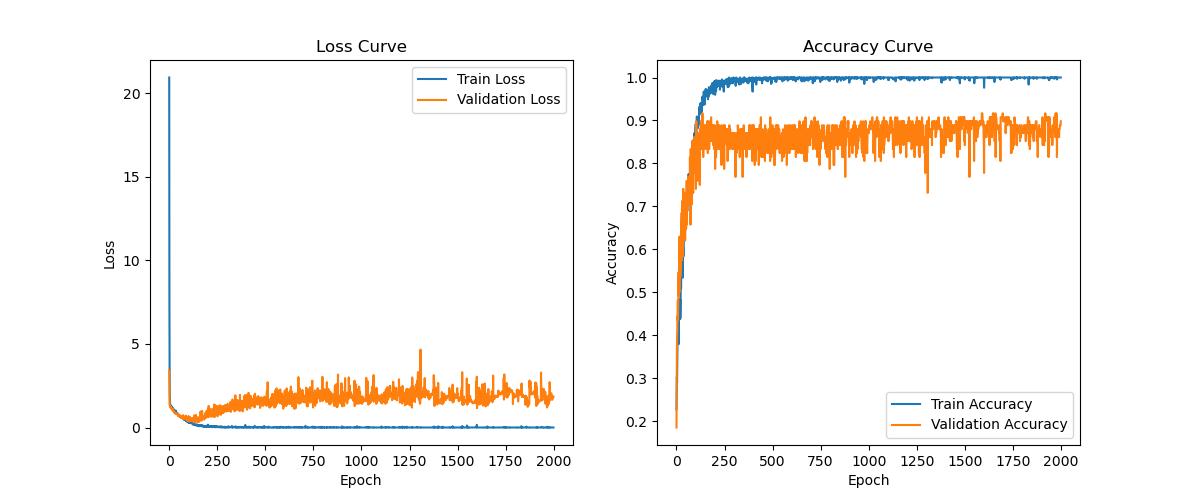 Loss Curve
Train Loss
Validation Loss
20
15
10
5
0
Loss
0 250 500 750 1000 1250 1500 1750 2000
Epoch
Accuracy Curve
1.0
0.9
0.8
0.7
0.6
0.5
0.4
0.3
0.2
Accuracy
Train Accuracy
Validation Accuracy
0 250 500 750 1000 1250 1500 1750 2000
Epoch